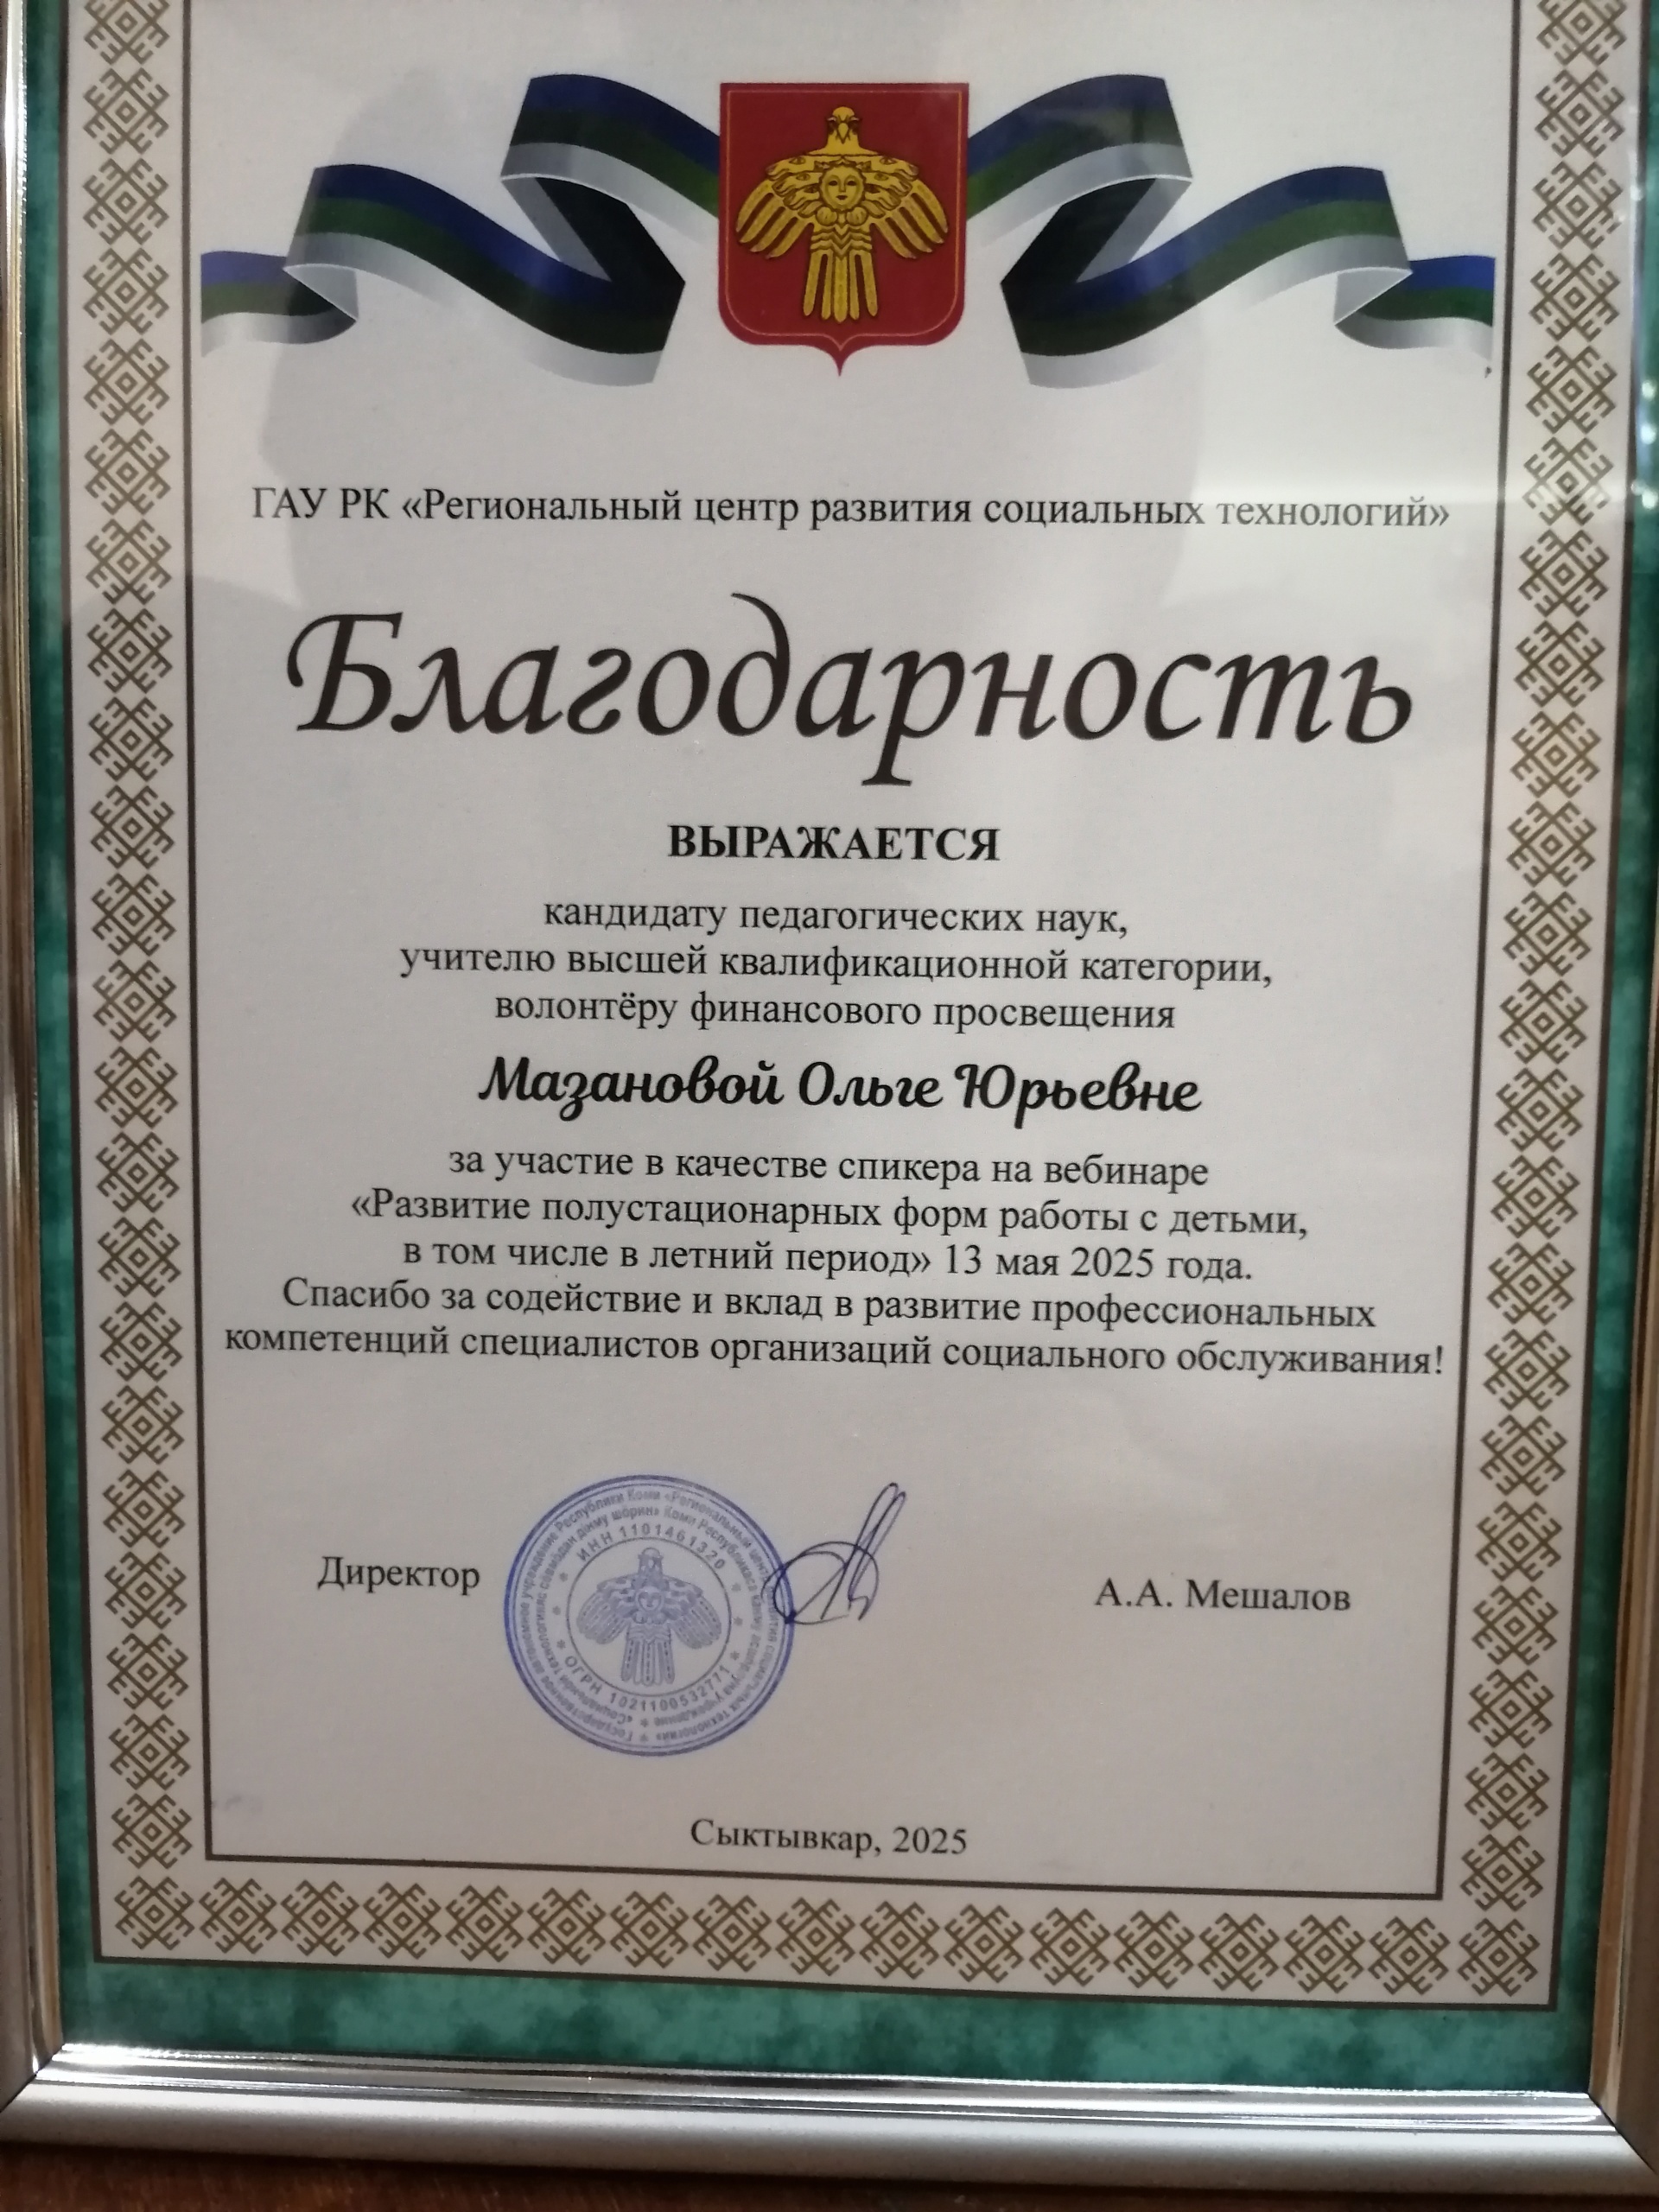 ГАУ РК «Региональный центр развития социальных технологий»
Благодарность
ВЫРАЖАЕТСЯ
кандидату педагогических наук,
учителю высшей квалификационной категории,
волонтёру финансового просвещения
Мазановой Ольге Юрьевне
за участие в качестве спикера на вебинаре
«Развитие полустационарных форм работы с детьми,
в том числе в летний период» 13 мая 2025 года.
Спасибо за содействие и вклад в развитие профессиональных
компетенций специалистов организаций социального обслуживания!
Директор
ИНН 1101461320
ОГРН 1021100532771
А.А. Мешалов
Сыктывкар, 2025